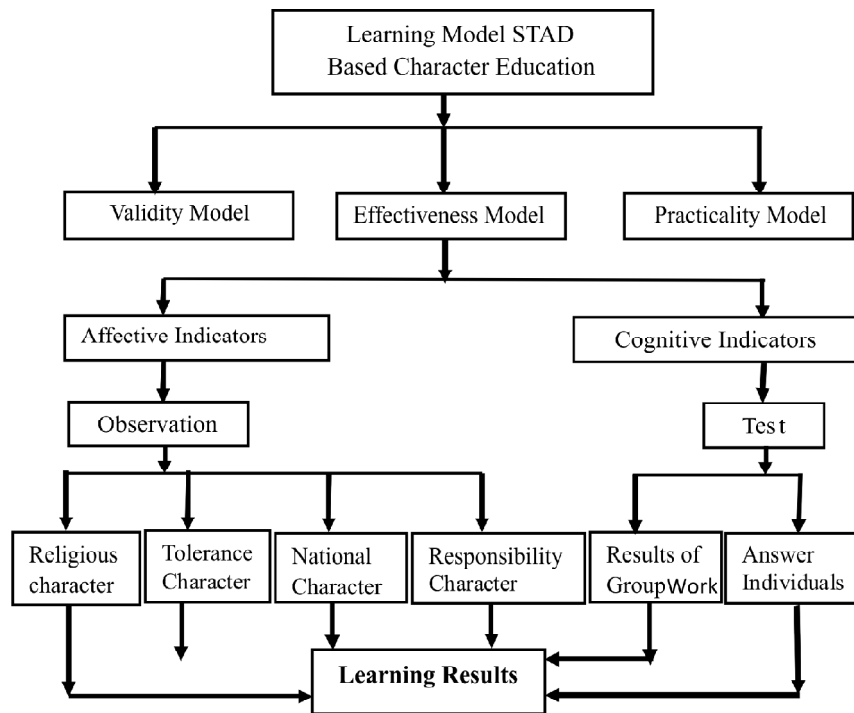 Learning Model STAD
Based Character Education
Validity Model
Effectiveness Model
Practicality Model
Affective Indicators
Cognitive Indicators
Observation
Test
Religious
character
Tolerance
Character
National
Character
Responsibility
Character
Results of
GroupWork
Answer
Individuals
Learning Results